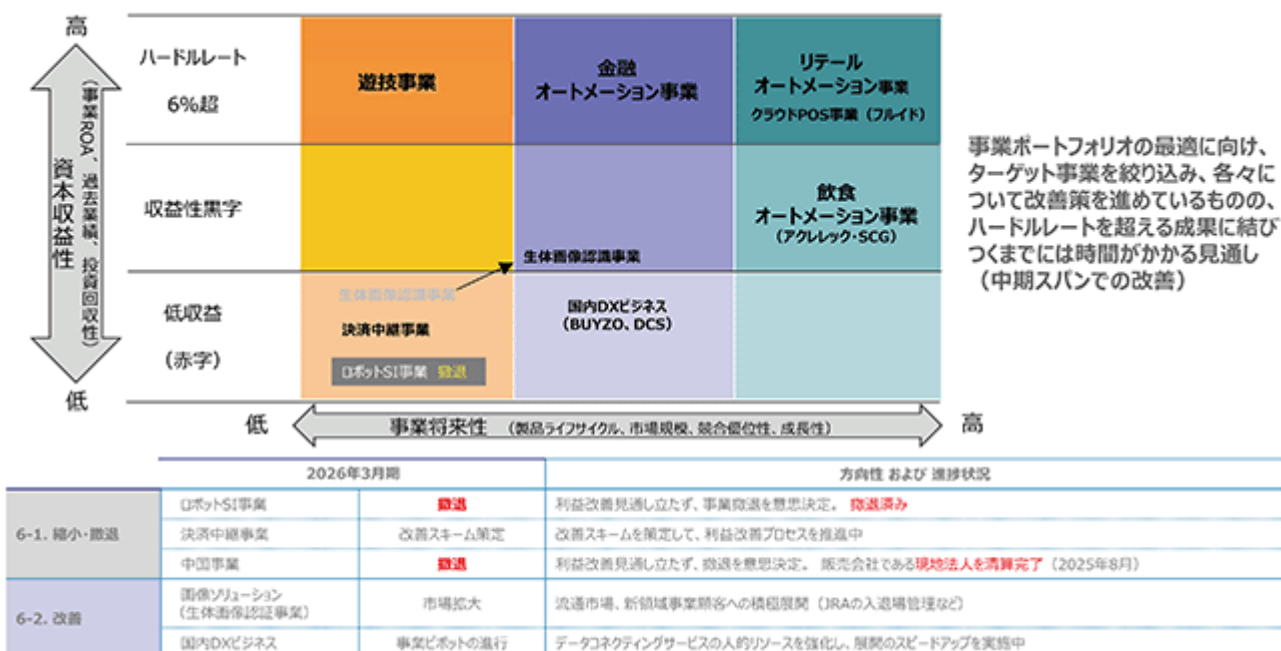 高
ハードルレート
6%超
遊技事業
金融
オートメーション事業
リテール
オートメーション事業
クラウドPOS事業（フルイド）
資本収益性
（事業ROA、過去業績、投資回収性）
収益性黒字
飲食
オートメーション事業
（アクレレック・SCG）
生体画像認識事業
低収益
（赤字）
生体画像認識事業
決済中継事業
ロボットSI事業 撤退
国内DXビジネス
（BUYZO、DCS）
低
低
事業将来性 （製品ライフサイクル、市場規模、競合優位性、成長性）
高
事業ポートフォリオの最適に向け、
ターゲット事業を絞り込み、各々に
ついて改善策を進めているものの、
ハードルレートを超える成果に結び
つくまでには時間がかかる見通し
（中期スパンでの改善）
2026年3月期 方向性 および 進捗状況
6-1. 縮小・撤退
ロボットSI事業 撤退 利益改善見通し立たず、事業撤退を意思決定。 撤退済み
決済中継事業 改善スキーム策定 改善スキームを策定して、利益改善プロセスを推進中
中国事業 撤退 利益改善見通し立たず、撤退を意思決定。 販売会社である現地法人を清算完了（2025年8月）
6-2. 改善
画像ソリューション
（生体画像認証事業） 市場拡大 流通市場、新領域事業顧客への積極展開 （JRAの入退場管理など）
国内DXビジネス 事業ピボットの進行 データコネクティングサービスの人的リソースを強化し、展開のスピードアップを実施中